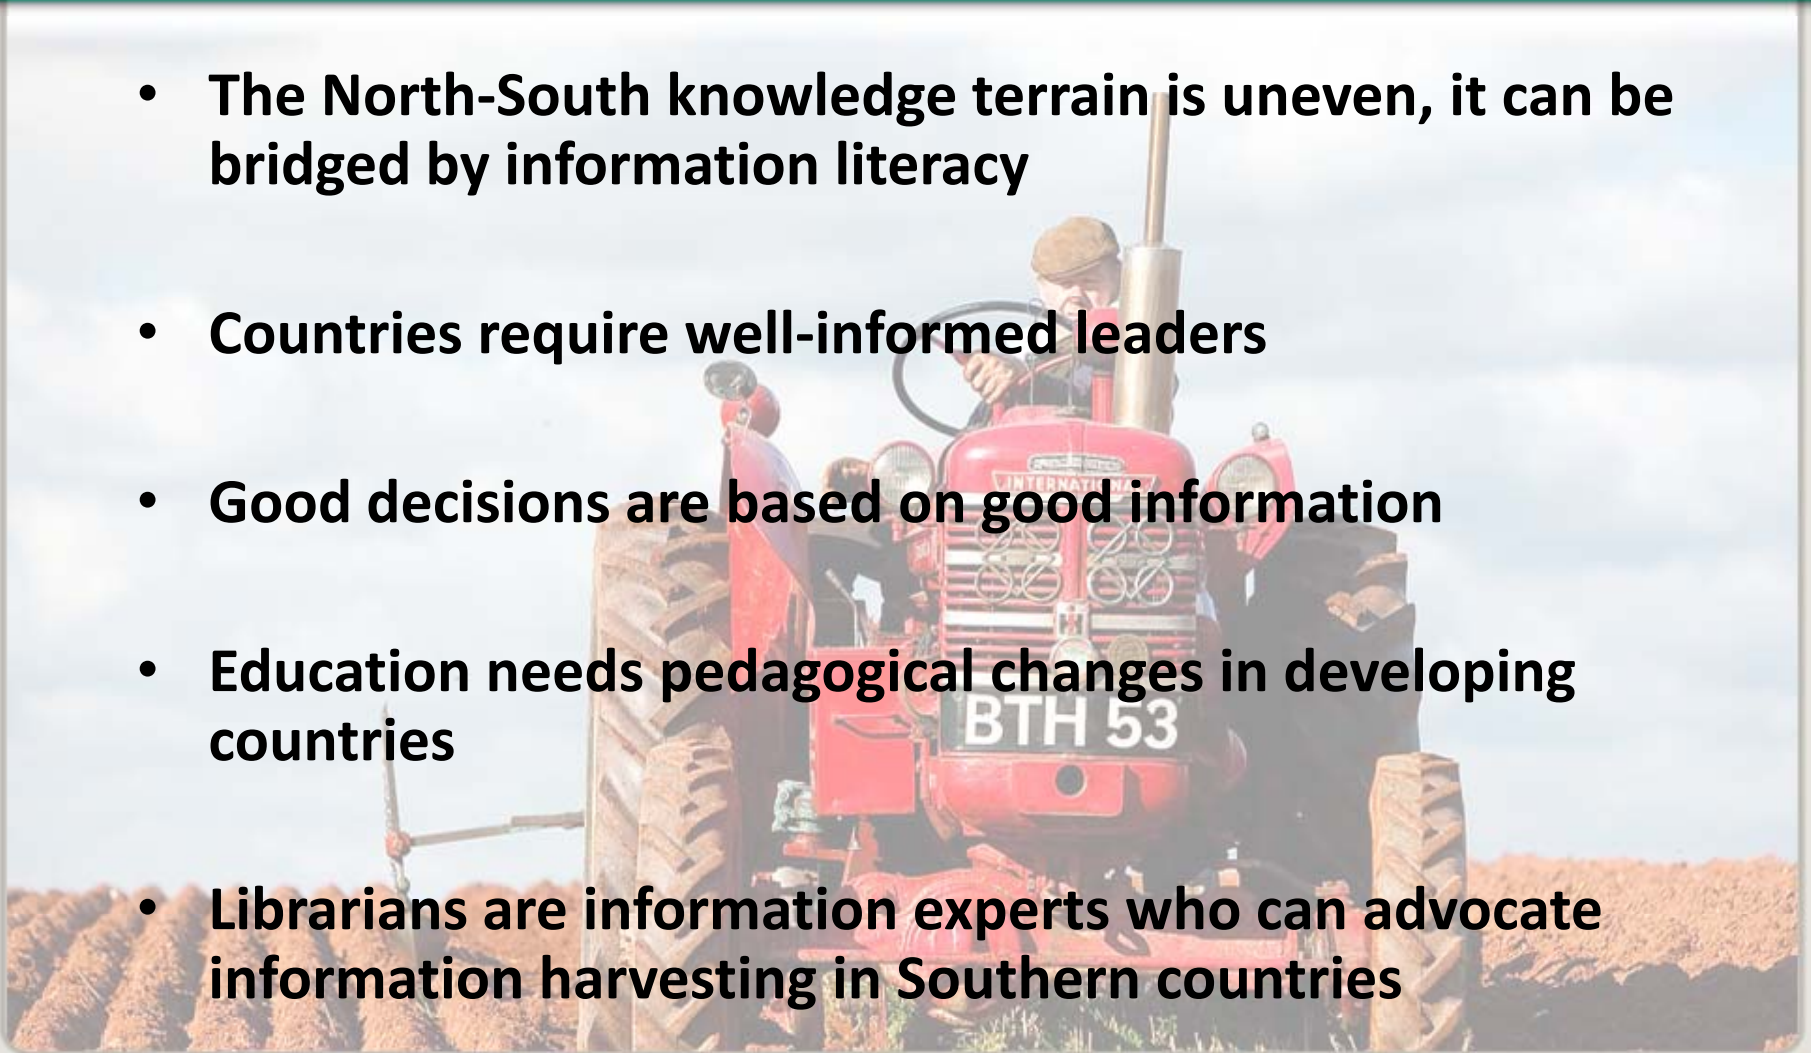 • The North-South knowledge terrain is uneven, it can be
bridged by information literacy
• Countries require well-informed leaders
• Good decisions are based on good information
INTERNATIONAL
• Education needs pedagogical changes in developing
BTH 53
countries
• Librarians are information experts who can advocate
information harvesting in Southern countries